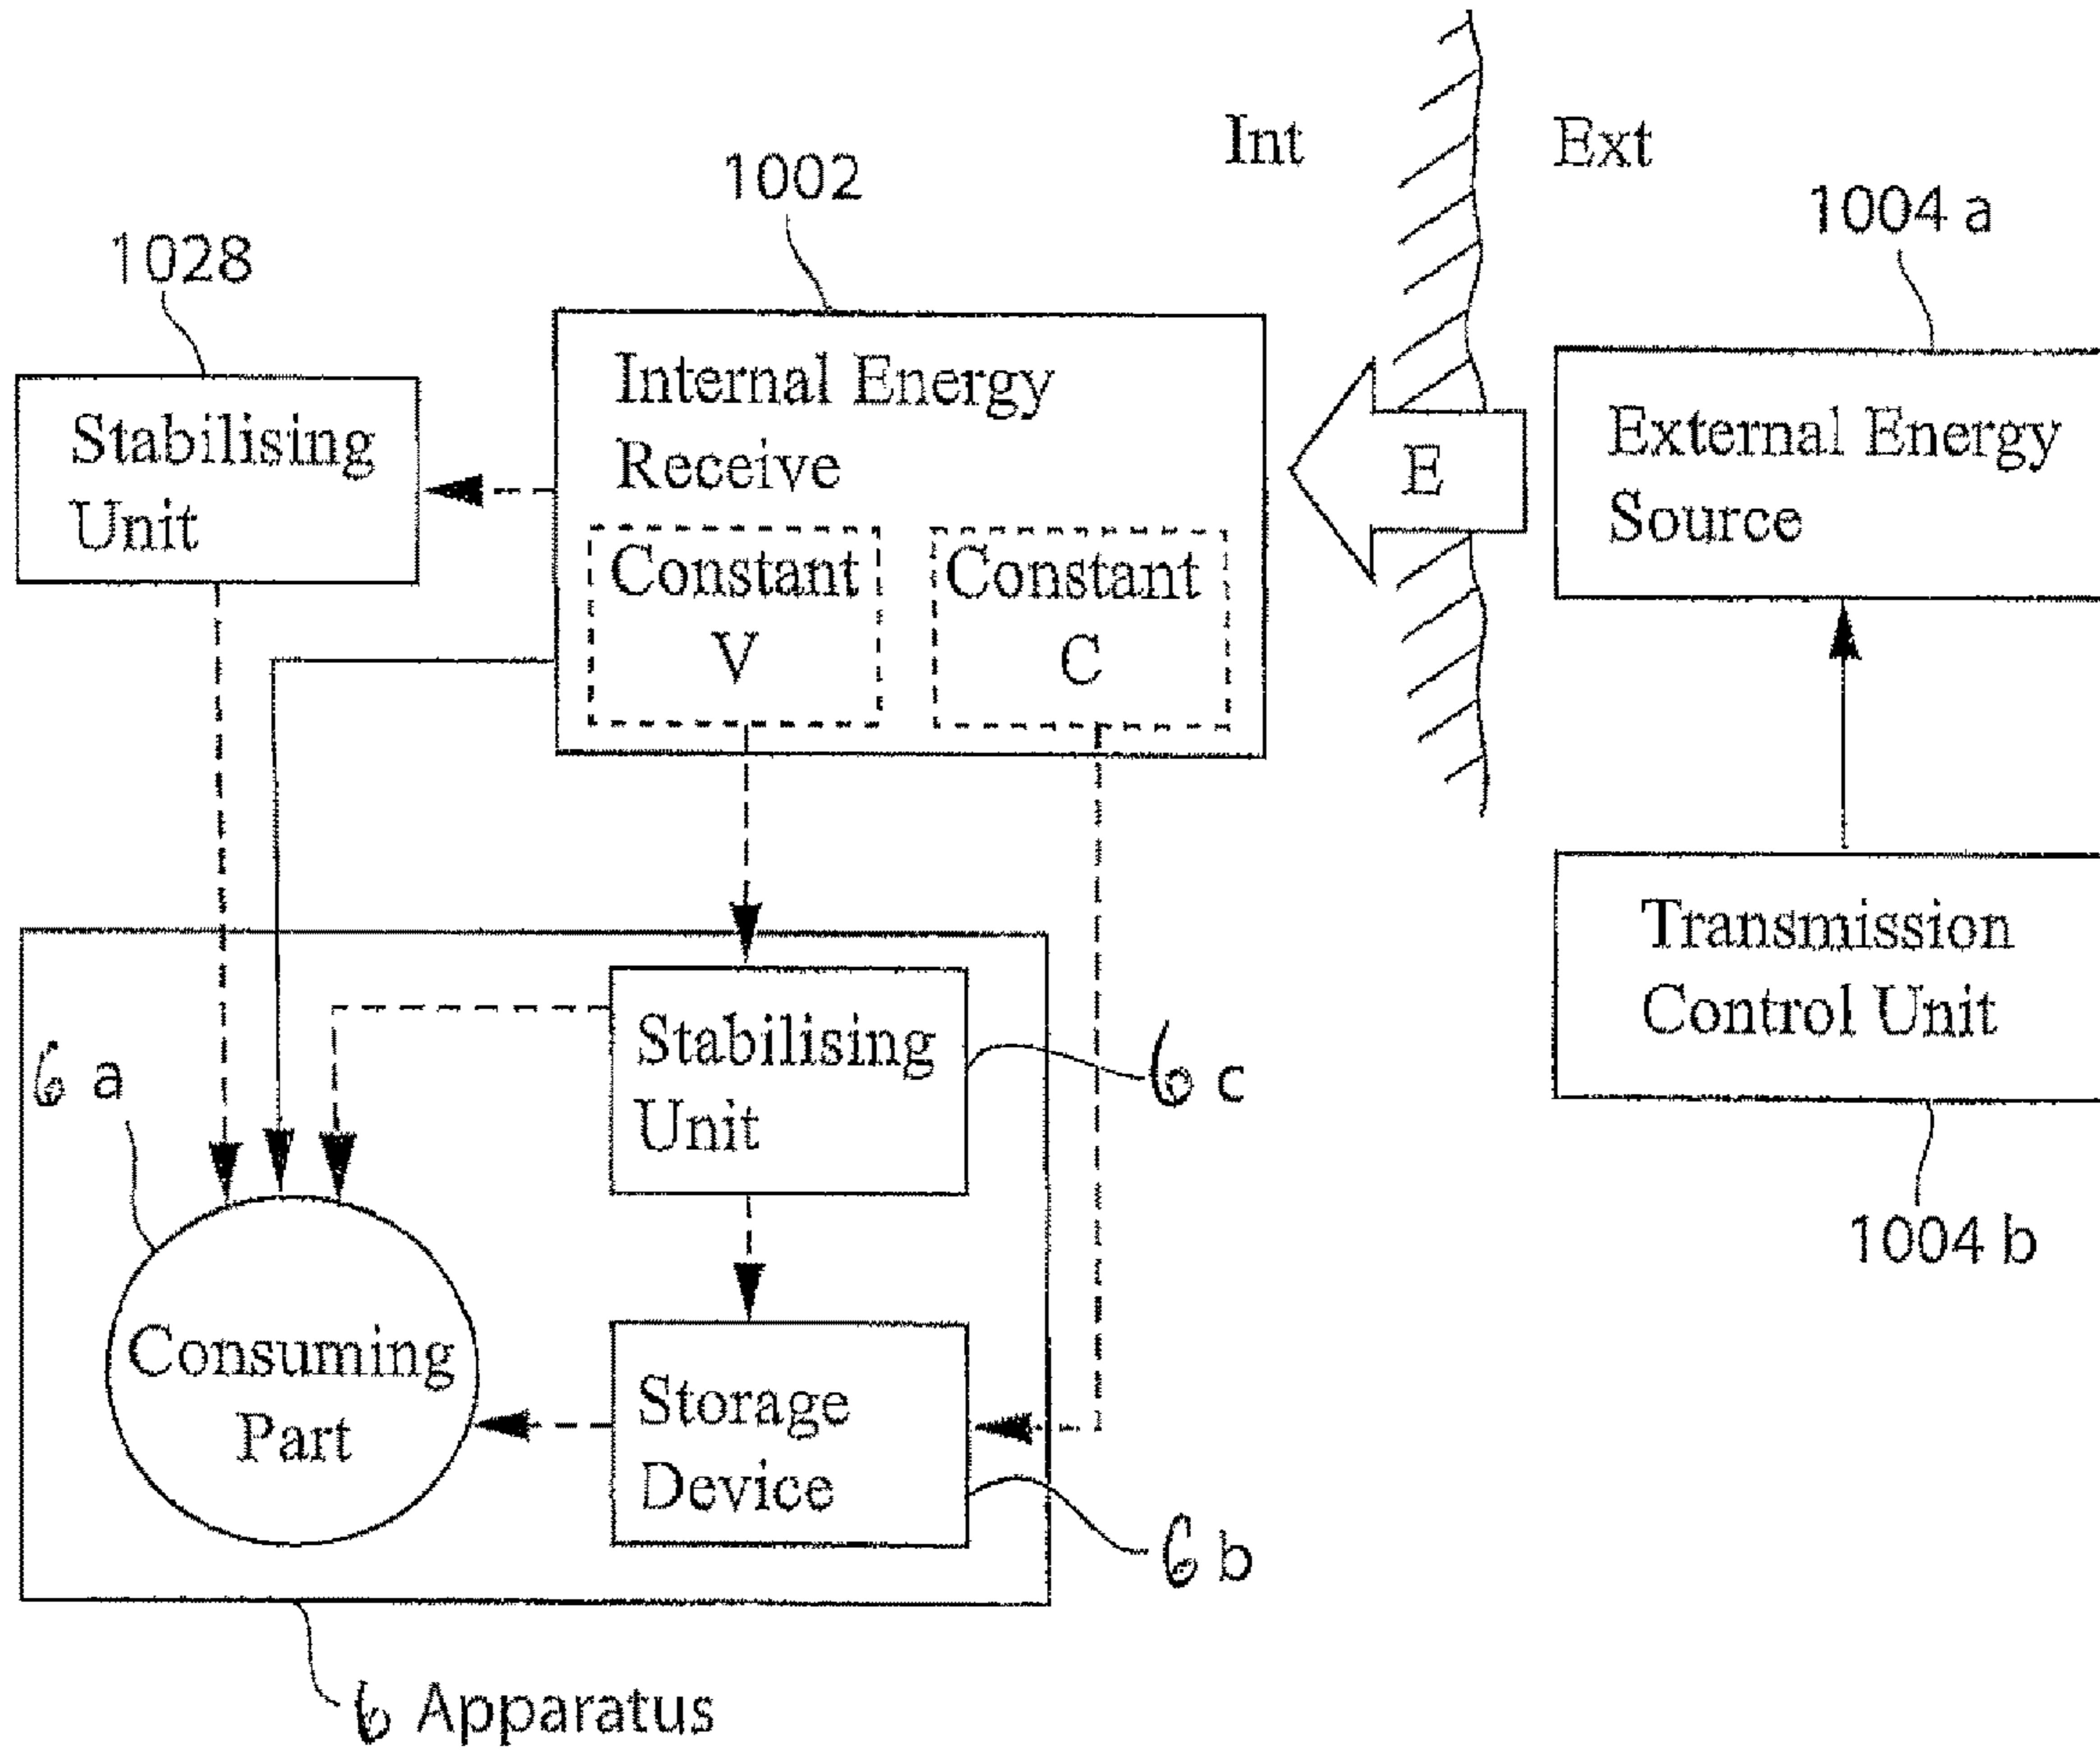 Int
Ext
1002
1004 a
1028
Internal Energy
Receive
Constant
V
Constant
C
E
External Energy
Source
Stabilising
Unit
Transmission
Control Unit
1004 b
6 a
Stabilising
Unit
6 c
Consuming
Part
Storage
Device
6 b
6 Apparatus